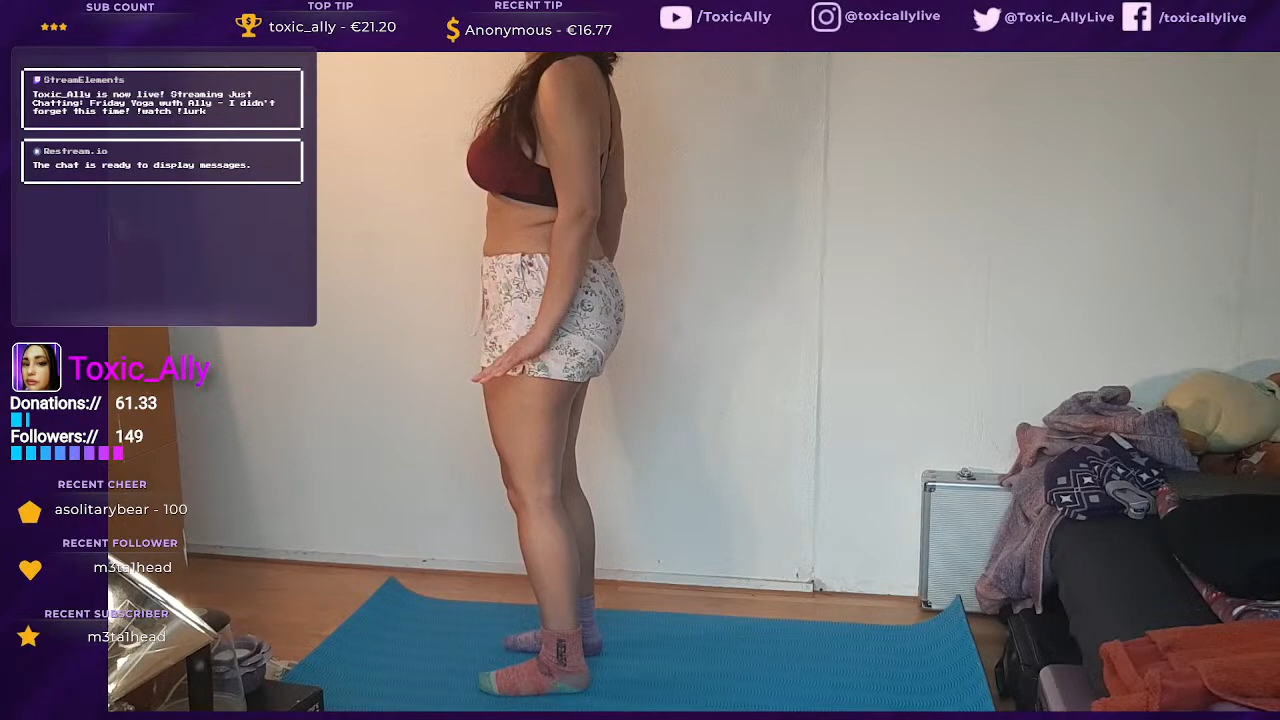 SUB COUNT
TOP TIP
toxic_ally - €21.20
RECENT TIP
Anonymous - €16.77
/ToxicAlly
@toxicallylive
@Toxic_AllyLive
/toxicallylive
StreamElements
Toxic_Ally is now live! Streaming Just
Chatting: Friday Yoga wuth Ally - I didn't
forget this time! !watch !lurk
Restream.io
The chat is ready to display messages.
Toxic_Ally
Donations:// 61.33
Followers:// 149
RECENT CHEER
asolitarybear - 100
RECENT FOLLOWER
m3ta1head
RECENT SUBSCRIBER
m3ta1head